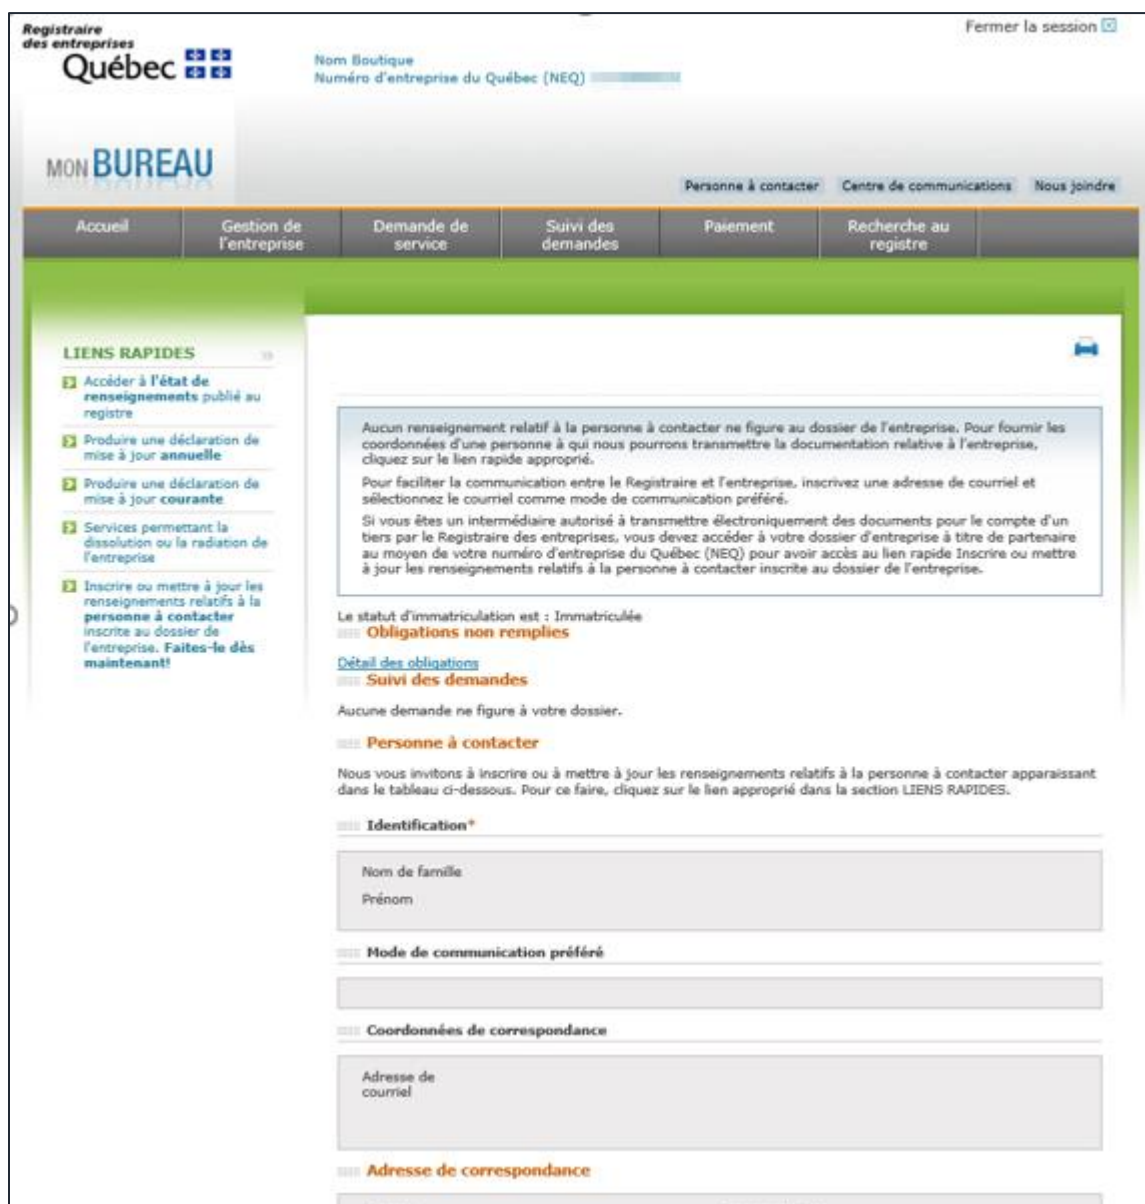 Registraire
des entreprises
Québec
Fermer la session
Nom Boutique
Numéro d'entreprise du Québec (NEQ)
MON BUREAU
Personne à contacter
Centre de communications
Nous joindre
Accueil
Gestion de
l'entreprise
Demande de
service
Suivi des
demandes
Paiement
Recherche au
registre
LIENS RAPIDES
Accéder à l'état de
renseignements publié au
registre
Produire une déclaration de
mise à jour annuelle
Produire une déclaration de
mise à jour courante
Services permettant la
dissolution ou la radiation de
l'entreprise
Inscrire ou mettre à jour les
renseignements relatifs à la
personne à contacter
inscrite au dossier de
l'entreprise. Faites-le dès
maintenant!
Aucun renseignement relatif à la personne à contacter ne figure au dossier de l'entreprise. Pour fournir les
coordonnées d'une personne à qui nous pourrons transmettre la documentation relative à l'entreprise,
cliquez sur le lien rapide approprié.
Pour faciliter la communication entre le Registraire et l'entreprise, inscrivez une adresse de courriel et
sélectionnez le courriel comme mode de communication préféré.
Si vous êtes un intermédiaire autorisé à transmettre électroniquement des documents pour le compte d'un
tiers par le Registraire des entreprises, vous devez accéder à votre dossier d'entreprise à titre de partenaire
au moyen de votre numéro d'entreprise du Québec (NEQ) pour avoir accès au lien rapide Inscrire ou mettre
à jour les renseignements relatifs à la personne à contacter inscrite au dossier de l'entreprise.
Le statut d'immatriculation est : Immatriculée
Obligations non remplies
Détail des obligations
Suivi des demandes
Aucune demande ne figure à votre dossier.
Personne à contacter
Nous vous invitons à inscrire ou à mettre à jour les renseignements relatifs à la personne à contacter apparaissant
dans le tableau ci-dessous. Pour ce faire, cliquez sur le lien approprié dans la section LIENS RAPIDES.
Identification*
Nom de famille
Prénom
Mode de communication préféré
Coordonnées de correspondance
Adresse de
courriel
Adresse de correspondance